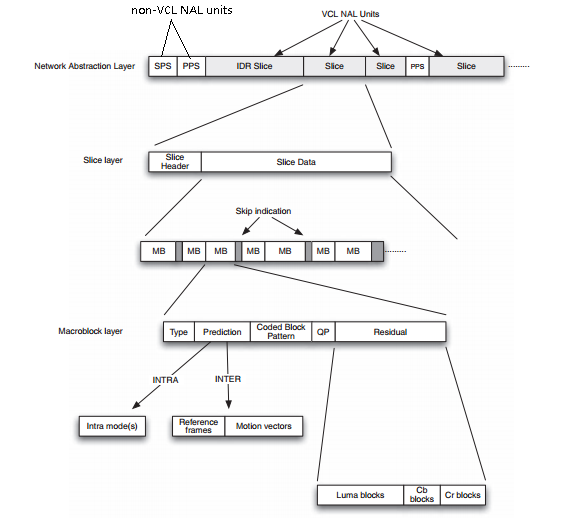 non-VCL NAL units
VCL NAL Units
Network Abstraction Layer
SPS
PPS
IDR Slice
Slice
Slice
PPS
Slice
..........
Slice layer
Slice
Header
Slice Data
Skip indication
MB
MB
MB
MB
MB
MB
MB
..........
Macroblock layer
Type
Prediction
Coded Block
Pattern
QP
Residual
INTRA
INTER
Intra mode(s)
Reference
frames
Motion vectors
Luma blocks
Cb
blocks
Cr blocks